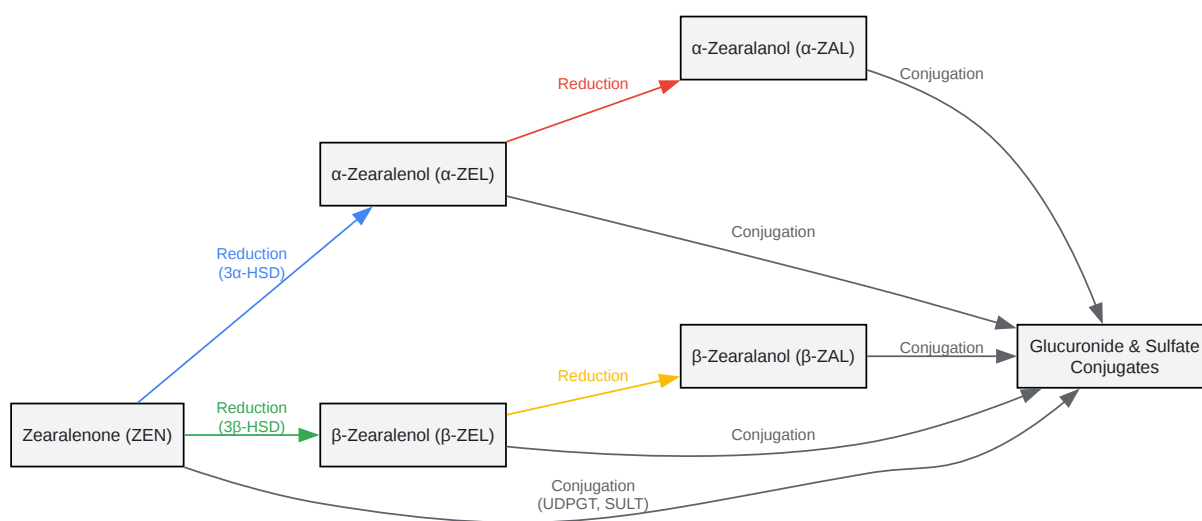 α-Zearalanol (α-ZAL)
Conjugation
Reduction
α-Zearalenol (α-ZEL)
Conjugation
Reduction
(3α-HSD)
β-Zearalanol (β-ZAL)
Conjugation
Glucuronide & Sulfate
Conjugates
Reduction
Reduction
(3β-HSD)
Zearalenone (ZEN)
β-Zearalenol (β-ZEL)
Conjugation
Conjugation
(UDPGT, SULT)